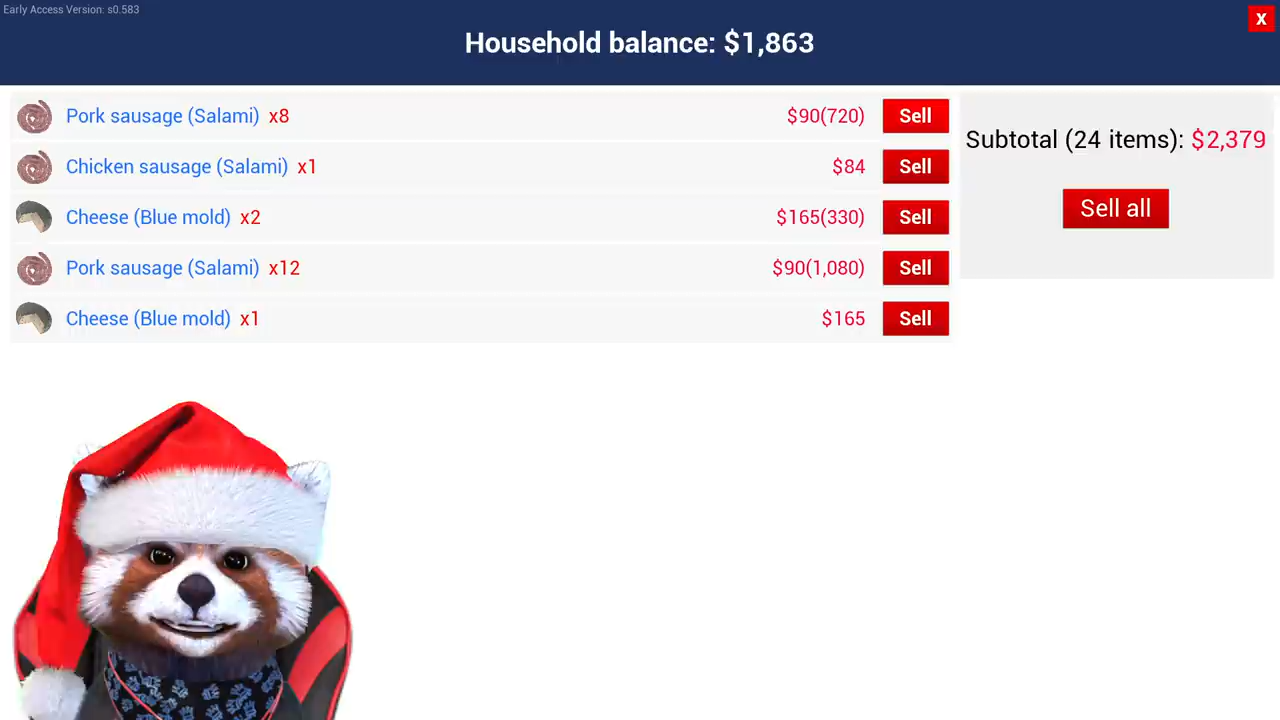 Early Access Version: s0.583
X
Household balance: $1,863
Pork sausage (Salami) x8 $90(720) Sell
Chicken sausage (Salami) x1 $84 Sell
Cheese (Blue mold) x2 $165(330) Sell
Pork sausage (Salami) x12 $90(1,080) Sell
Cheese (Blue mold) x1 $165 Sell
Subtotal (24 items): $2,379
Sell all